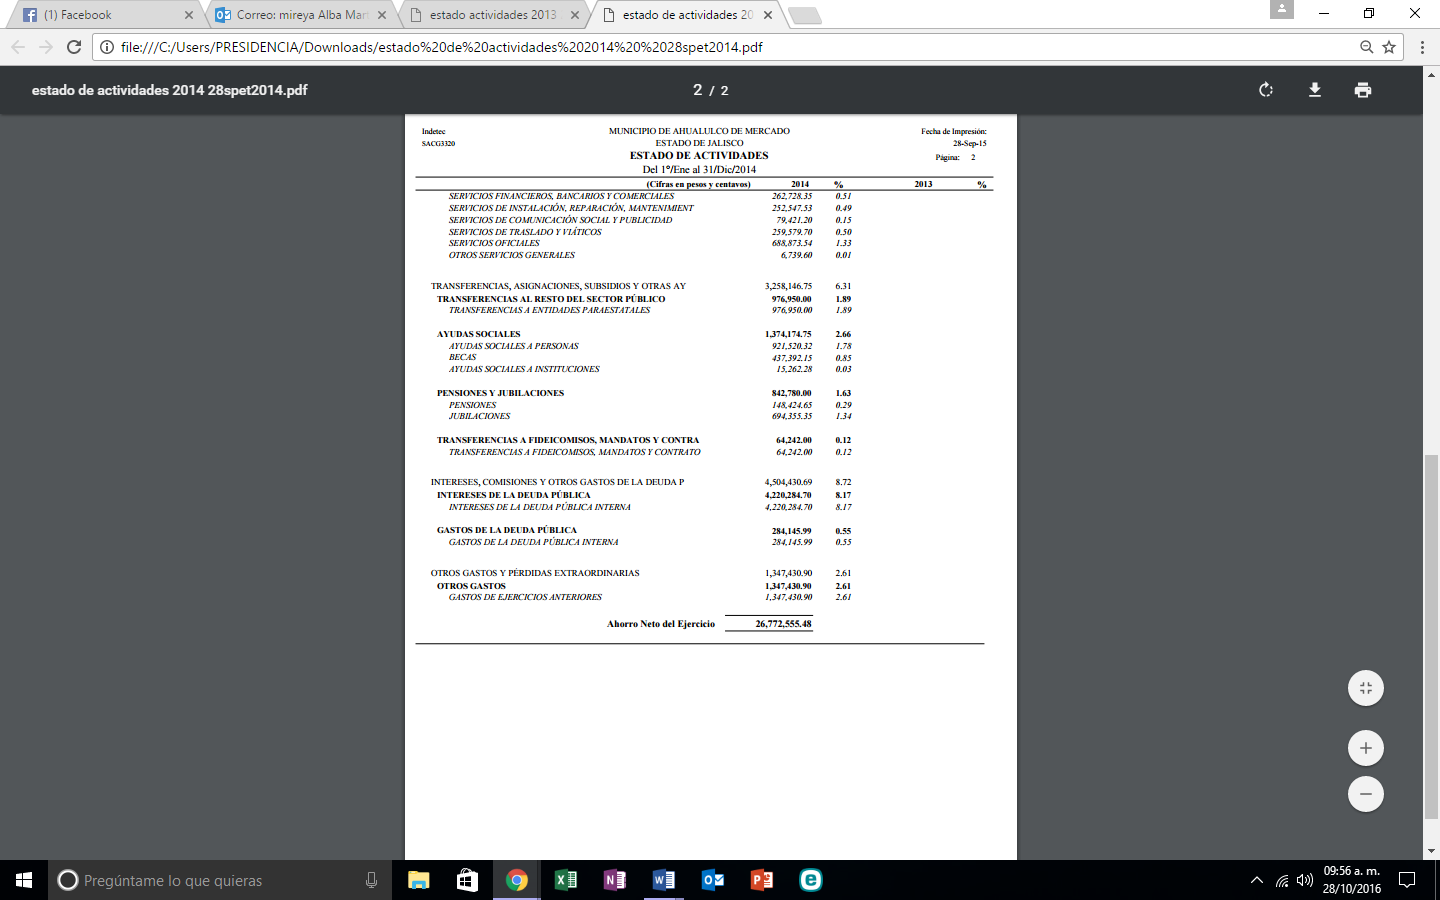 (1) Facebook
Correo: mireya Alba Mar
estado actividades 2013
estado de actividades 20
file:///C:/Users/PRESIDENCIA/Downloads/estado%20de%20actividades%202014%20%2028spet2014.pdf
estado de actividades 2014 28spet2014.pdf
2 / 2
Indetec MUNICIPIO DE AHUALULCO DE MERCADO Fecha de Impresión:
SACG3320 ESTADO DE JALISCO 28-Sep-15
ESTADO DE ACTIVIDADES Página: 2
Del 1º/Ene al 31/Dic/2014
(Cifras en pesos y centavos) 2014 % 2013 %
SERVICIOS FINANCIEROS, BANCARIOS Y COMERCIALES 262,728.35 0.51
SERVICIOS DE INSTALACIÓN, REPARACIÓN, MANTENIMIENT 252,547.53 0.49
SERVICIOS DE COMUNICACIÓN SOCIAL Y PUBLICIDAD 79,421.20 0.15
SERVICIOS DE TRASLADO Y VIÁTICOS 259,579.70 0.50
SERVICIOS OFICIALES 688,873.54 1.33
OTROS SERVICIOS GENERALES 6,739.60 0.01
TRANSFERENCIAS, ASIGNACIONES, SUBSIDIOS Y OTRAS AY 3,258,146.75 6.31
TRANSFERENCIAS AL RESTO DEL SECTOR PÚBLICO 976,950.00 1.89
TRANSFERENCIAS A ENTIDADES PARAESTATALES 976,950.00 1.89
AYUDAS SOCIALES 1,374,174.75 2.66
AYUDAS SOCIALES A PERSONAS 921,520.32 1.78
BECAS 437,392.15 0.85
AYUDAS SOCIALES A INSTITUCIONES 15,262.28 0.03
PENSIONES Y JUBILACIONES 842,780.00 1.63
PENSIONES 148,424.65 0.29
JUBILACIONES 694,355.35 1.34
TRANSFERENCIAS A FIDEICOMISOS, MANDATOS Y CONTRA 64,242.00 0.12
TRANSFERENCIAS A FIDEICOMISOS, MANDATOS Y CONTRATO 64,242.00 0.12
INTERESES, COMISIONES Y OTROS GASTOS DE LA DEUDA P 4,504,430.69 8.72
INTERESES DE LA DEUDA PÚBLICA 4,220,284.70 8.17
INTERESES DE LA DEUDA PÚBLICA INTERNA 4,220,284.70 8.17
GASTOS DE LA DEUDA PÚBLICA 284,145.99 0.55
GASTOS DE LA DEUDA PÚBLICA INTERNA 284,145.99 0.55
OTROS GASTOS Y PÉRDIDAS EXTRAORDINARIAS 1,347,430.90 2.61
OTROS GASTOS 1,347,430.90 2.61
GASTOS DE EJERCICIOS ANTERIORES 1,347,430.90 2.61
Ahorro Neto del Ejercicio 26,772,555.48
Pregúntame lo que quieras
09:56 a. m.
28/10/2016